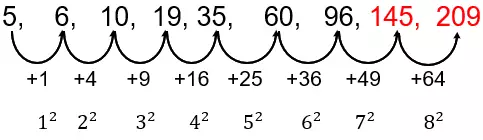 5, 6, 10, 19, 35, 60, 96, 145, 209
+1 +4 +9 +16 +25 +36 +49 +64
1² 2² 3² 4² 5² 6² 7² 8²